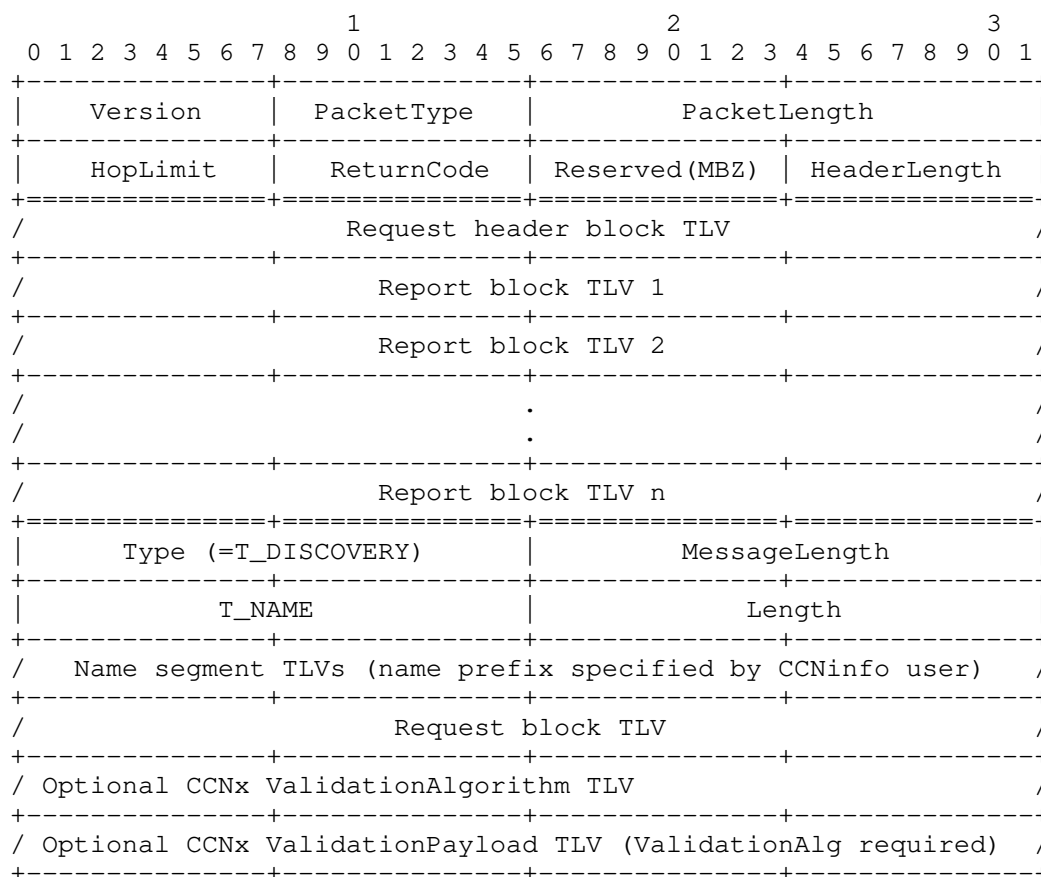 1                   2                   3
 0 1 2 3 4 5 6 7 8 9 0 1 2 3 4 5 6 7 8 9 0 1 2 3 4 5 6 7 8 9 0 1
+---------------+---------------+---------------+---------------
|    Version    |  PacketType   |         PacketLength          |
+---------------+---------------+---------------+---------------
|    HopLimit   |   ReturnCode  | Reserved(MBZ) | HeaderLength  |
+===============+===============+===============+===============
/                    Request header block TLV                   /
+---------------+---------------+---------------+---------------
/                      Report block TLV 1                       /
+---------------+---------------+---------------+---------------
/                      Report block TLV 2                       /
+---------------+---------------+---------------+---------------
/                               .                               /
/                               .                               /
+---------------+---------------+---------------+---------------
/                      Report block TLV n                       /
+===============+===============+===============+===============
|      Type (=T_DISCOVERY)      |         MessageLength         |
+---------------+---------------+---------------+---------------
|            T_NAME             |             Length            |
+---------------+---------------+---------------+---------------
/   Name segment TLVs (name prefix specified by CCNinfo user)   /
+---------------+---------------+---------------+---------------
/                       Request block TLV                       /
+---------------+---------------+---------------+---------------
/ Optional CCNx ValidationAlgorithm TLV                         /
+---------------+---------------+---------------+---------------
/ Optional CCNx ValidationPayload TLV (ValidationAlg required)  /
+---------------+---------------+---------------+---------------